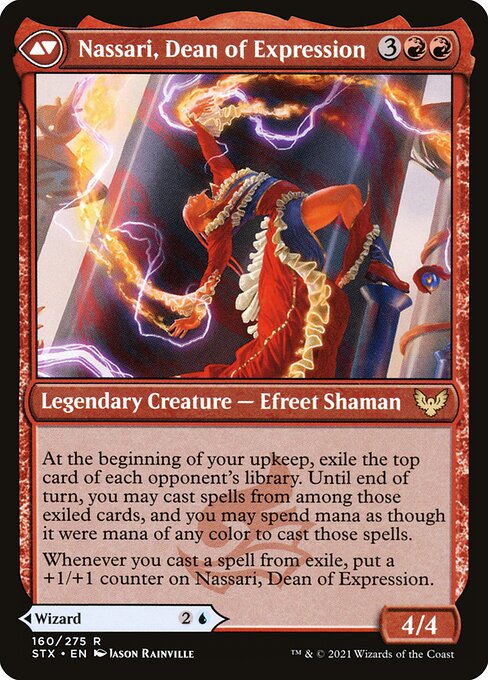 Nassari, Dean of Expression 3
Legendary Creature — Efreet Shaman
At the beginning of your upkeep, exile the top
card of each opponent's library. Until end of
turn, you may cast spells from among those
exiled cards, and you may spend mana as though
it were mana of any color to cast those spells.
Whenever you cast a spell from exile, put a
+1/+1 counter on Nassari, Dean of Expression.
Wizard 2
4/4
160/275 R
STX • EN Jason Rainville ™ & © 2021 Wizards of the Coast